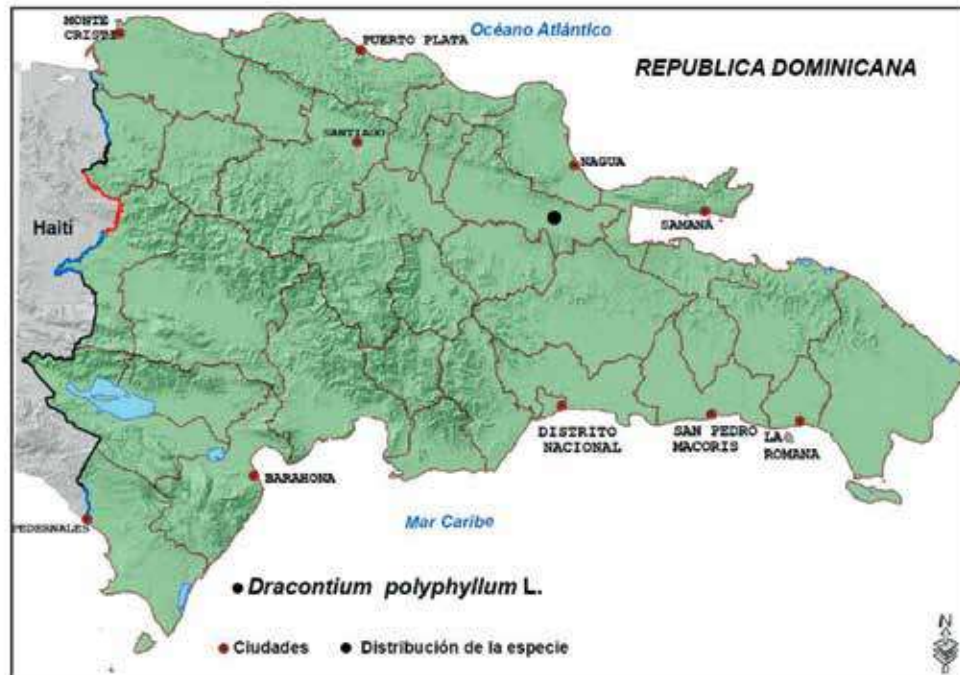 MONTE -
CRISTI
Océano Atlántico
PUERTO PLATA
REPUBLICA DOMINICANA
SANTIAGO
NAGUA
Haití
SAMANA
DISTRITO
NACIONAL
SAN PEDRO
MACORIS
LA
ROMANA
BARAHONA
PEDERNALES
Mar Caribe
Dracontium polyphyllum L.
Ciudades
Distribución de la especie
N